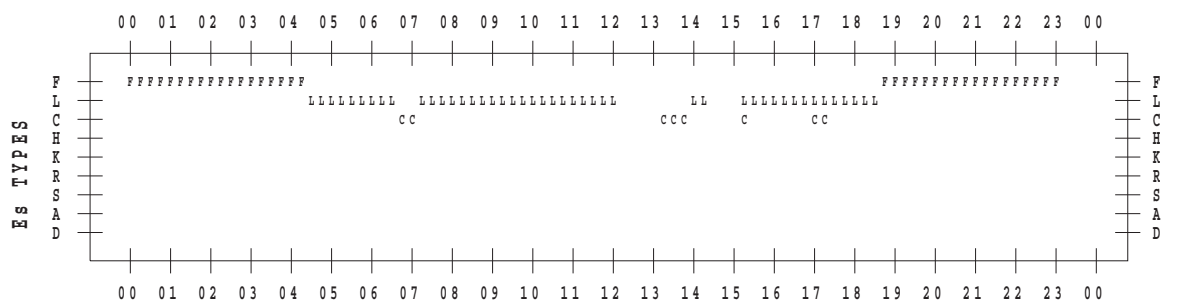 00 01 02 03 04 05 06 07 08 09 10 11 12 13 14 15 16 17 18 19 20 21 22 23 00
F FFFFFFFFFFFFFFFFFF FFFFFFFFFFFFFFFFFF F
L LLLLLLLLL LLLLLLLLLLLLLLLLLLLL LL LLLLLLLLLLLLLL L
C CC CCC C CC C
H H
K K
R R
S S
A A
D D
Es TYPES
00 01 02 03 04 05 06 07 08 09 10 11 12 13 14 15 16 17 18 19 20 21 22 23 00